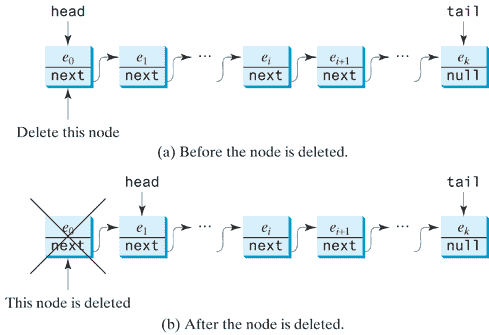 head tail
e0 e1 ... ei ei+1 ... ek
next next next next null
Delete this node
(a) Before the node is deleted.
head tail
e0 e1 ... ei ei+1 ... ek
next next next next null
This node is deleted
(b) After the node is deleted.